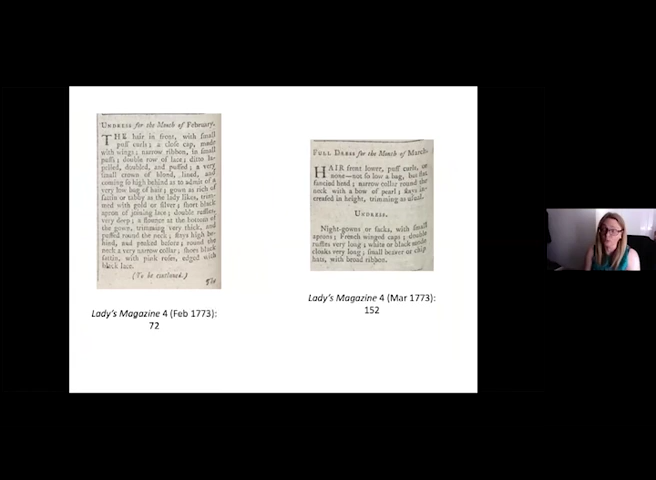 UNDRESS for the Month of February.
THE hair in front, with small
puff curls; a close cap, made
with wings; narrow ribbon, in small
puffs; double row of lace; ditto
doubled, and puffed; a very
small crown of blond, lined, and
coming so high behind as to admit of a
very low bag of hair; gown as rich of
sattin or tabby as the lady likes, trim-
med with gold or silver; short black
apron of joining lace; double ruffles,
very deep; a flounce at the bottom of
the gown, trimming very thick, and
puffed round the neck; stays high be-
hind, and peaked before; round the
neck a very narrow collar; short black
sattin, with pink roses, edged with
black lace.
(To be continued.)
Lady's Magazine 4 (Feb 1773):
72
FULL DRESS for the Month of March.
HAIR front lower, puff curls, or
none—not so low a bag, but that
band; narrow collar round the
neck with a bow of pearl; stays in-
creased in height, trimming as usual.
UNDRESS.
Night-gowns or sacks, with small
aprons; French winged caps; double
ruffles very long; white or black
cloaks very long; small beaver or chip
hats, with broad ribbon.
Lady's Magazine 4 (Mar 1773):
152